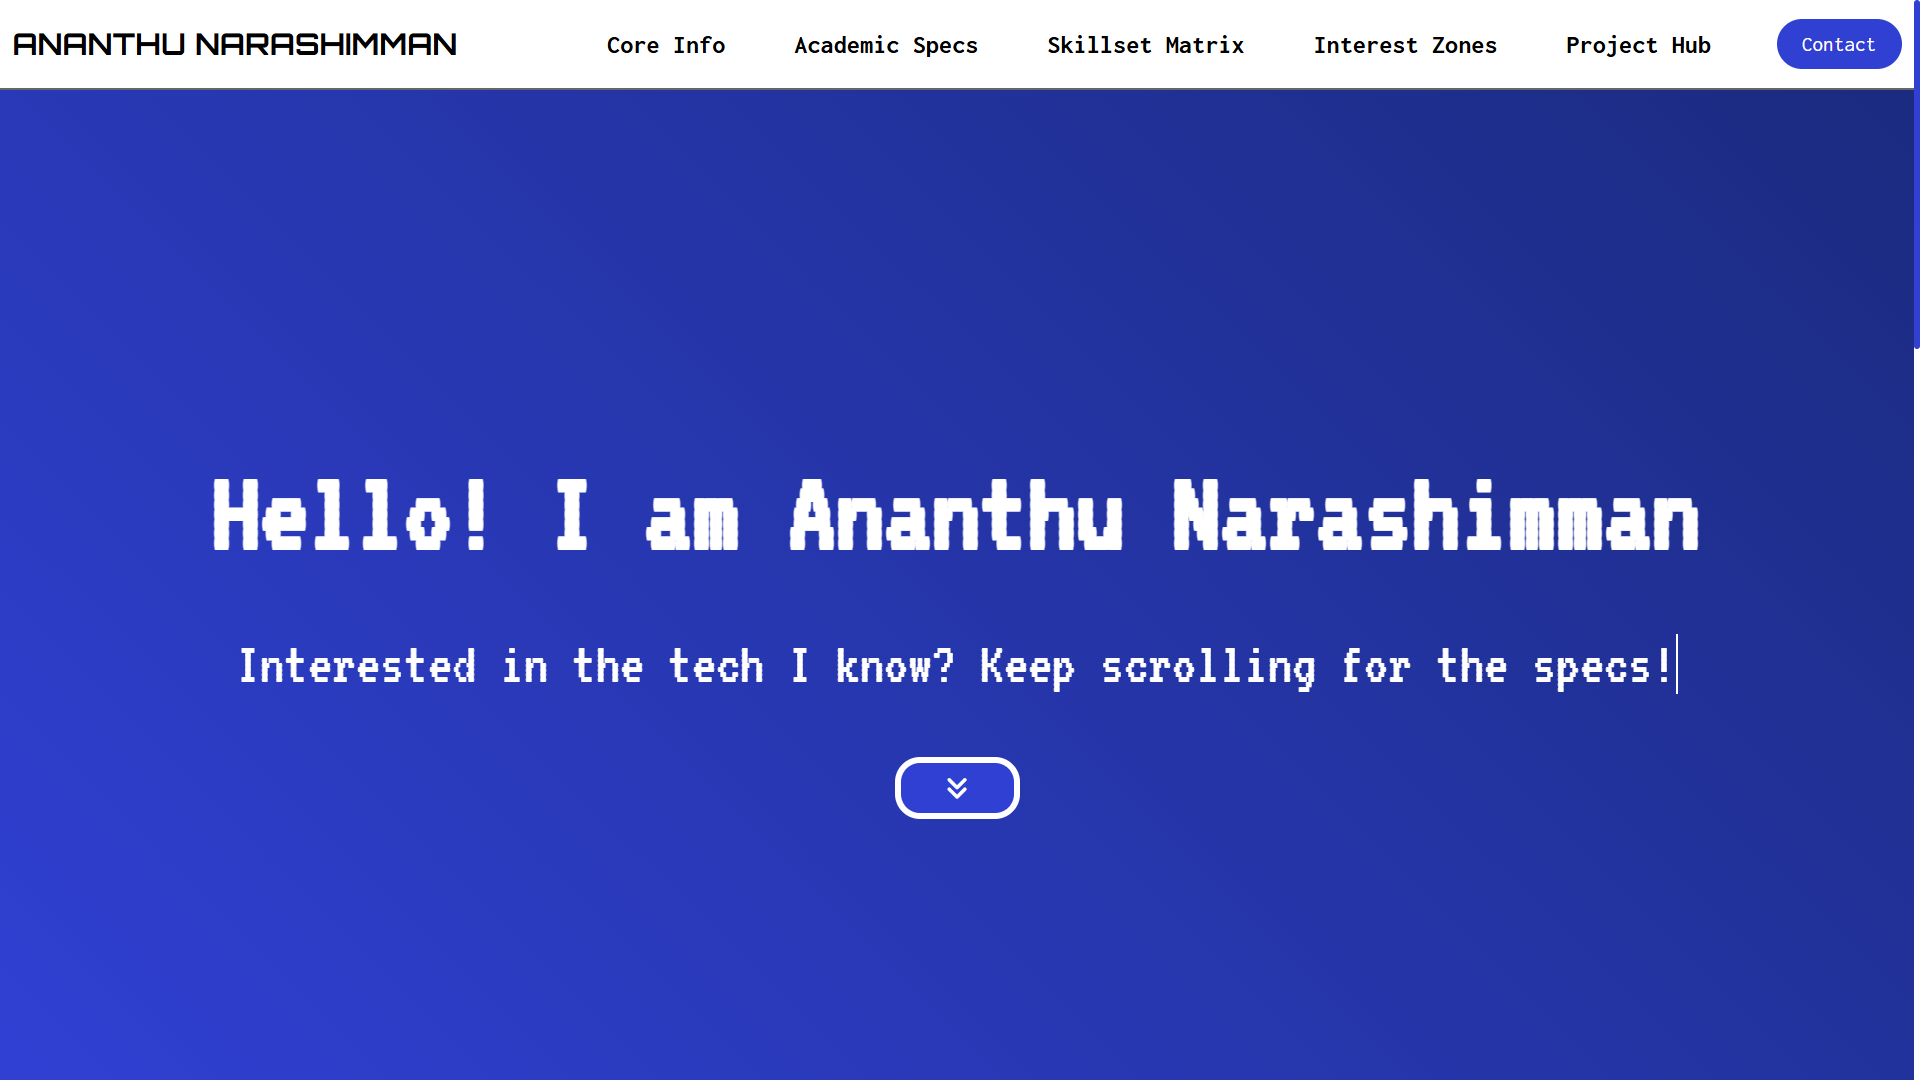 ANANTHU NARASHIMMAN
Core Info
Academic Specs
Skillset Matrix
Interest Zones
Project Hub
Contact
Hello! I am Ananthu Narashimman
Interested in the tech I know? Keep scrolling for the specs!